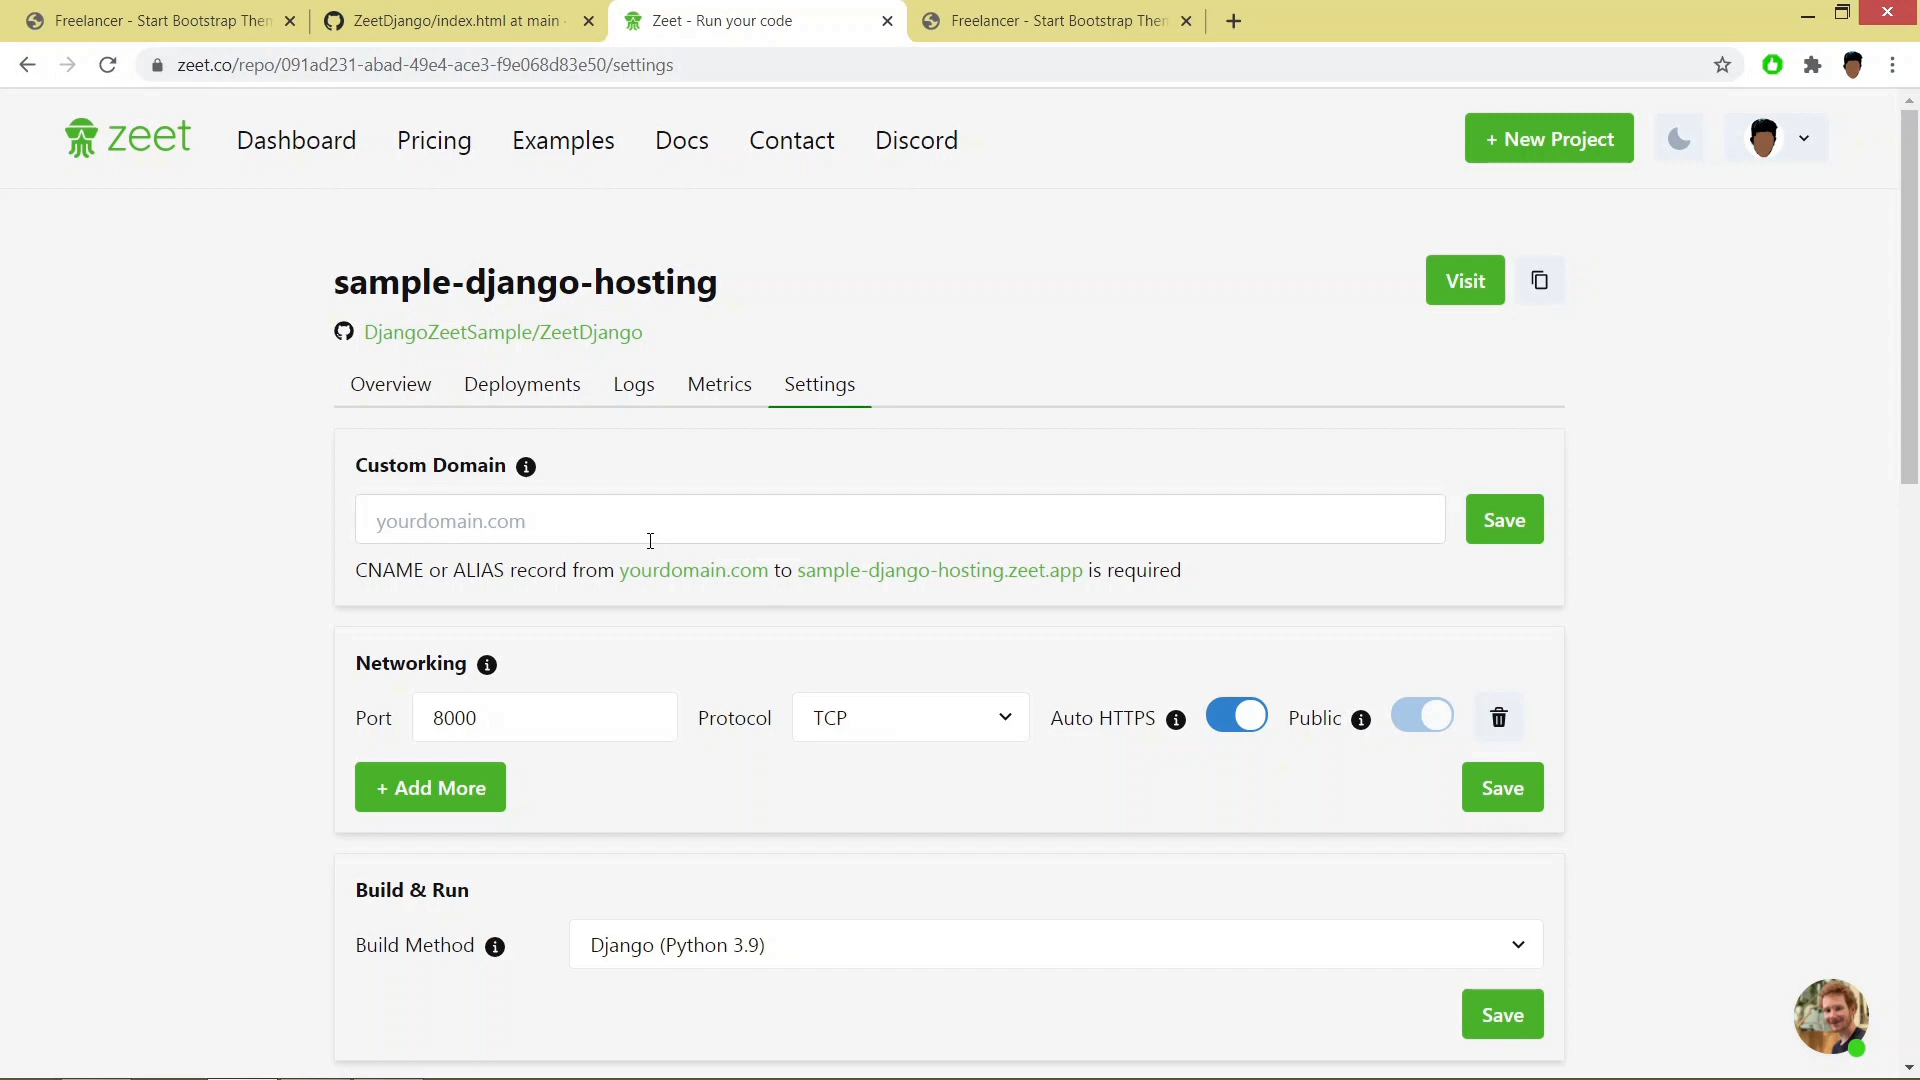 Freelancer - Start Bootstrap Them
ZeetDjango/index.html at main
Zeet - Run your code
Freelancer - Start Bootstrap Them
zeet.co/repo/091ad231-abad-49e4-ace3-f9e068d83e50/settings
zeet
Dashboard
Pricing
Examples
Docs
Contact
Discord
+ New Project
sample-django-hosting
Visit
DjangoZeetSample/ZeetDjango
Overview
Deployments
Logs
Metrics
Settings
Custom Domain
yourdomain.com
Save
CNAME or ALIAS record from yourdomain.com to sample-django-hosting.zeet.app is required
Networking
Port
8000
Protocol
TCP
Auto HTTPS
Public
+ Add More
Save
Build & Run
Build Method
Django (Python 3.9)
Save